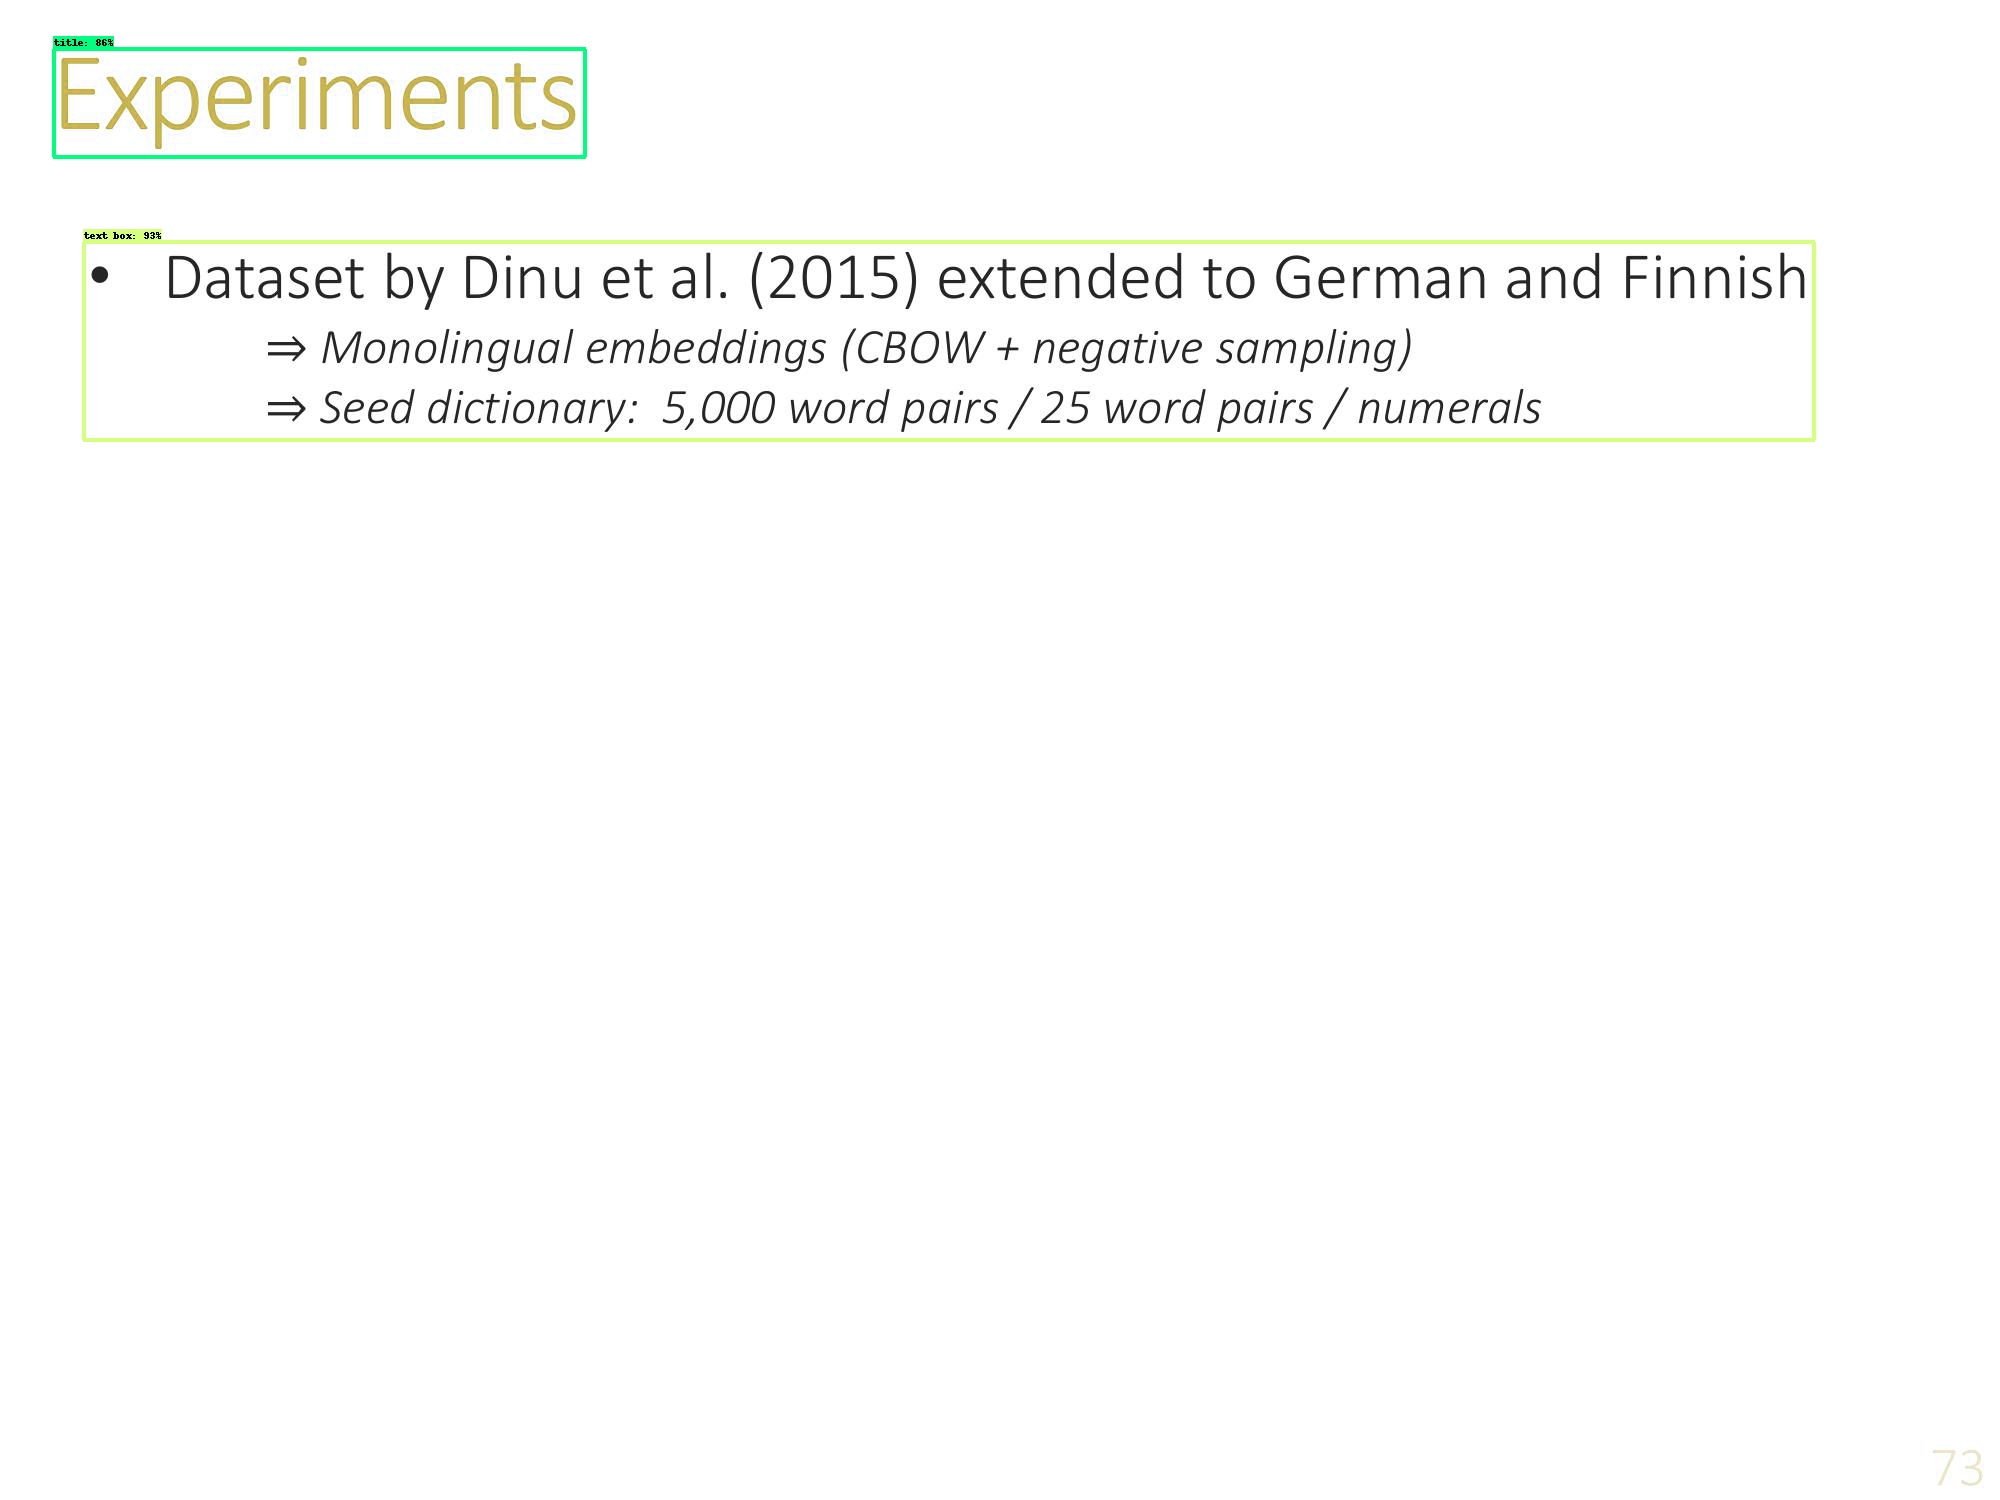 title: 86%
Experiments
text box: 93%
• Dataset by Dinu et al. (2015) extended to German and Finnish
⇒ Monolingual embeddings (CBOW + negative sampling)
⇒ Seed dictionary: 5,000 word pairs / 25 word pairs / numerals
73